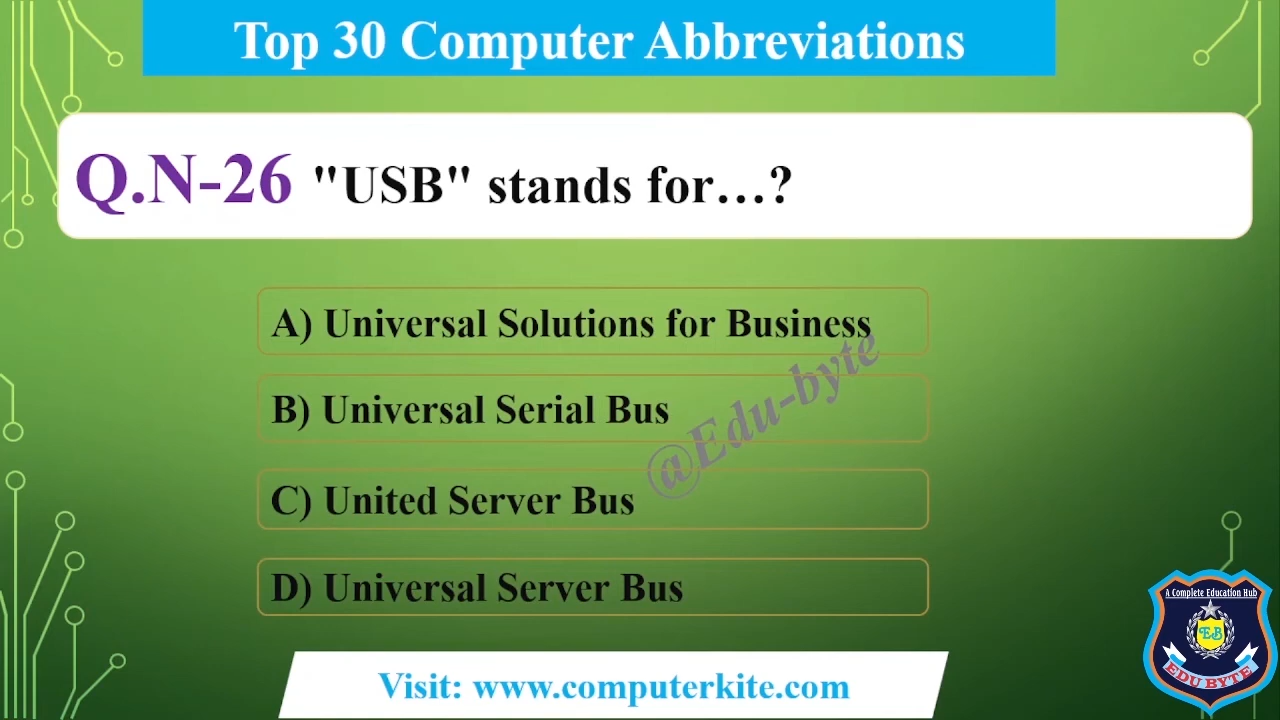 Top 30 Computer Abbreviations
Q.N-26 "USB" stands for...?
A) Universal Solutions for Business
B) Universal Serial Bus
@Edu-byte
C) United Server Bus
D) Universal Server Bus
A Complete Education Hub
EB
EDU BYTE
Visit: www.computerkite.com